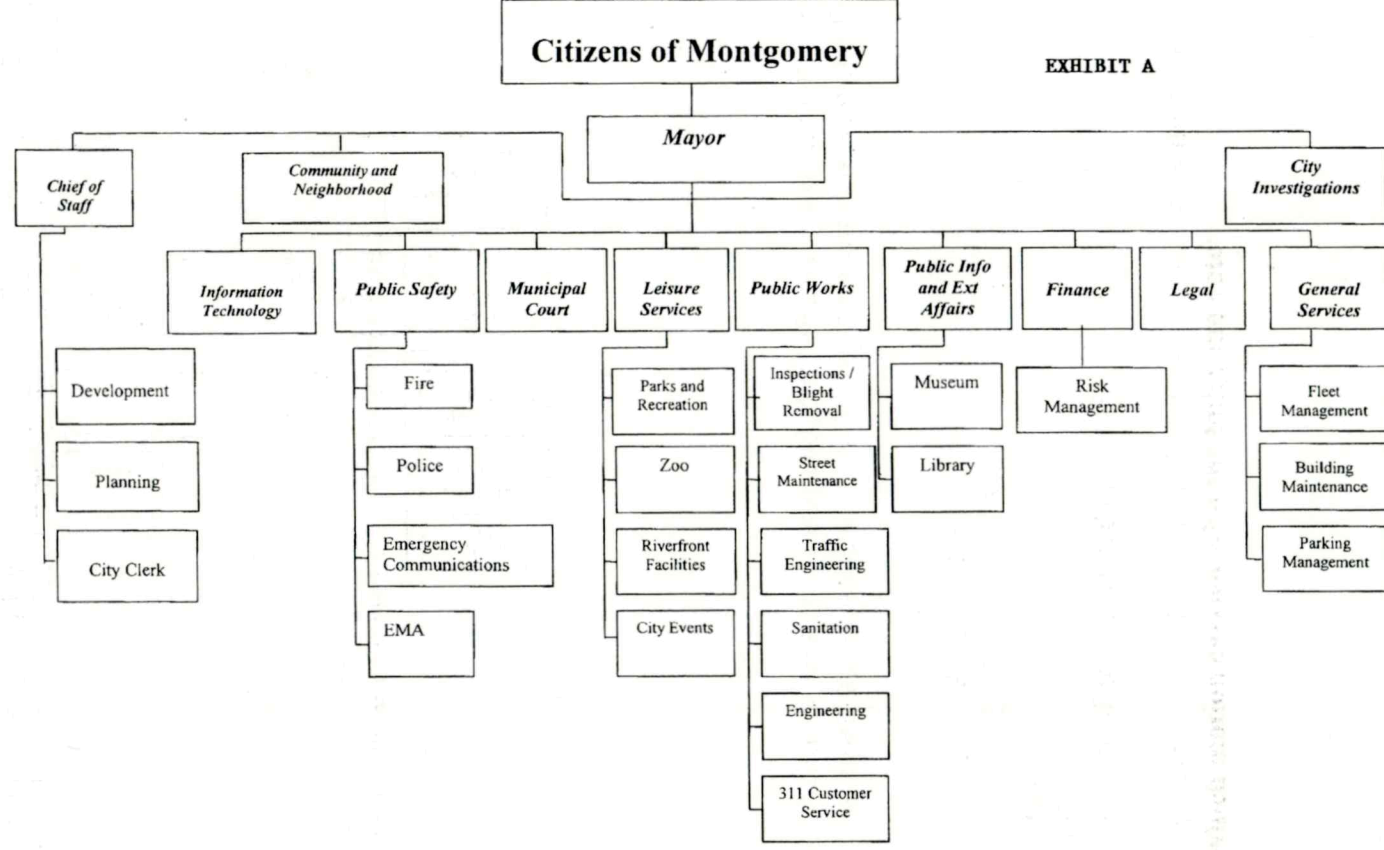 Citizens of Montgomery
EXHIBIT A
Mayor
Chief of
Staff
Community and
Neighborhood
City
Investigations
Information
Technology
Public Safety
Municipal
Court
Leisure
Services
Public Works
Public Info
and Ext
Affairs
Finance
Legal
General
Services
Development
Planning
City Clerk
Fire
Police
Emergency
Communications
EMA
Parks and
Recreation
Zoo
Riverfront
Facilities
City Events
Inspections /
Blight
Removal
Street
Maintenance
Traffic
Engineering
Sanitation
Engineering
311 Customer
Service
Museum
Library
Risk
Management
Fleet
Management
Building
Maintenance
Parking
Management